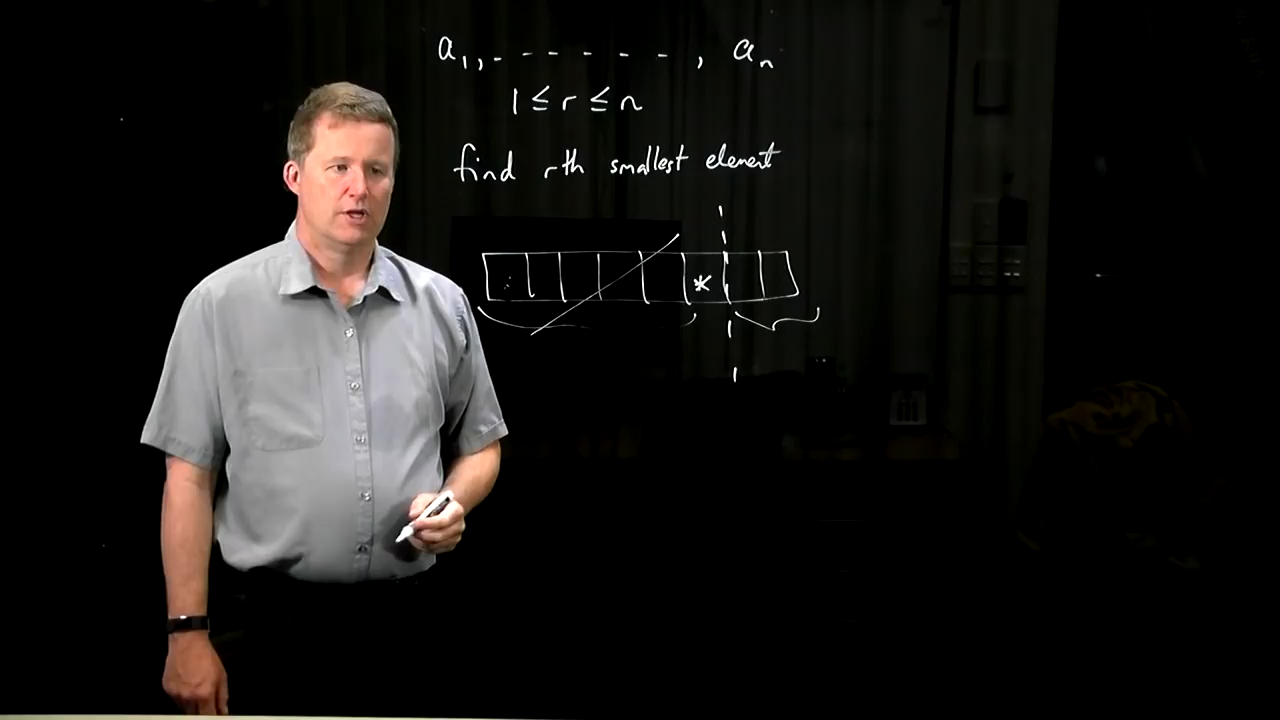 a₁, - - - - - - , aₙ
1 ≤ r ≤ n
find rth smallest element
*